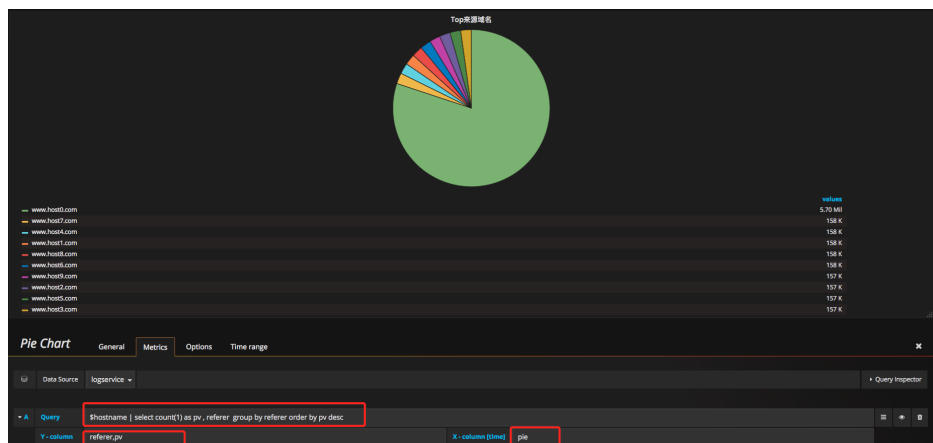 Top来源域名
values
www.host0.com 5.70 Mil
www.host7.com 158 K
www.host4.com 158 K
www.host1.com 158 K
www.host8.com 158 K
www.host6.com 158 K
www.host9.com 157 K
www.host2.com 157 K
www.host5.com 157 K
www.host3.com 157 K
Pie Chart General Metrics Options Time range
Data Source logservice Query Inspector
A Query $hostname | select count(1) as pv , referer group by referer order by pv desc
Y - column referer,pv X - column (time) pie